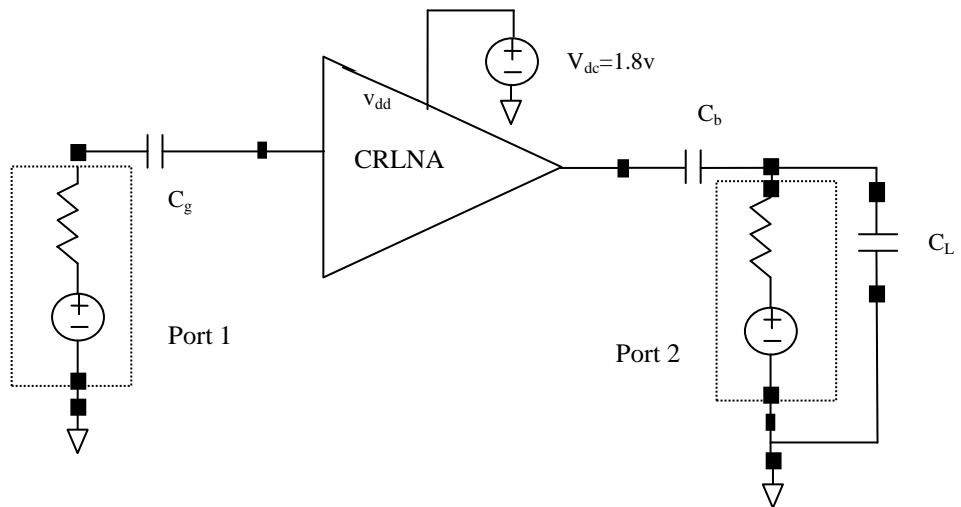 V_dc=1.8v
v_dd
C_b
CRLNA
C_g
C_L
Port 1
Port 2